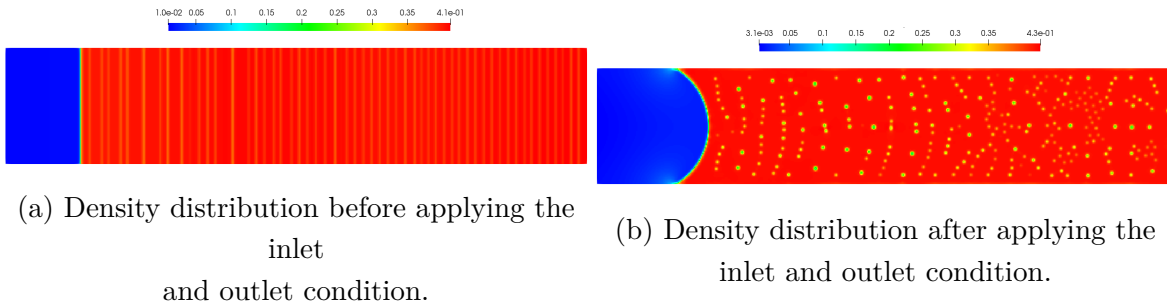 1.0e-02 0.05 0.1 0.15 0.2 0.25 0.3 0.35 4.1e-01
3.1e-03 0.05 0.1 0.15 0.2 0.25 0.3 0.35 4.3e-01
(a) Density distribution before applying the
inlet
and outlet condition.
(b) Density distribution after applying the
inlet and outlet condition.